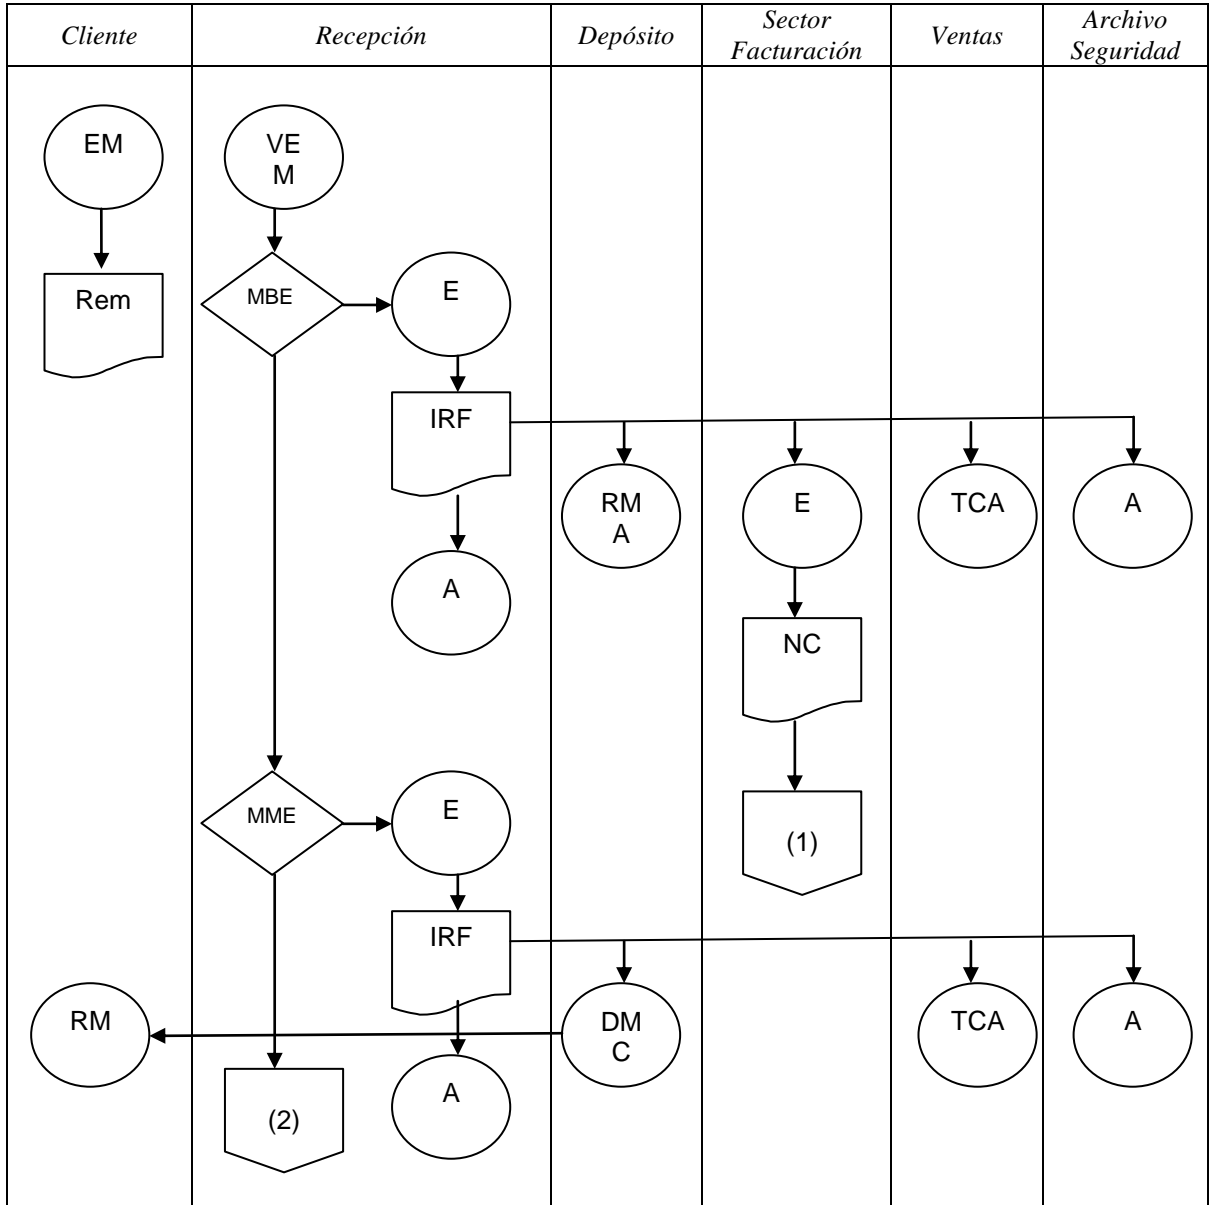 Cliente
Recepción
Depósito
Sector
Facturación
Ventas
Archivo
Seguridad
EM
VE
M
Rem
MBE
E
IRF
RM
A
E
TCA
A
A
NC
MME
E
(1)
IRF
RM
DM
C
TCA
A
(2)
A